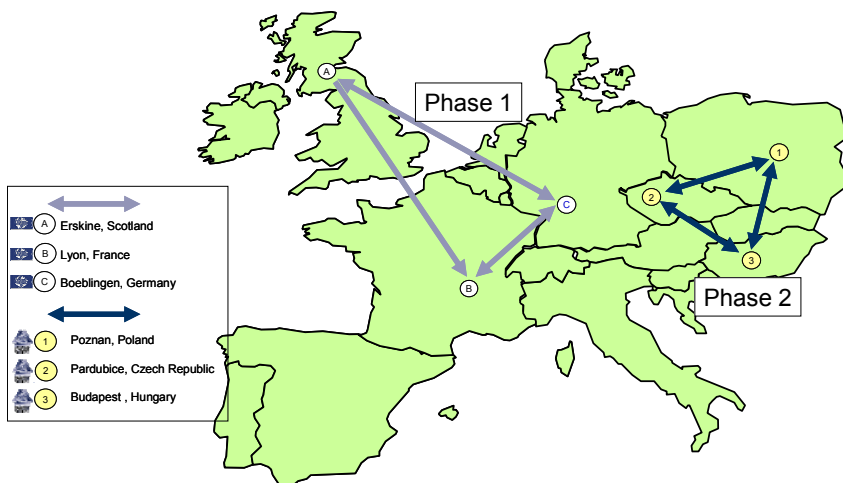 A
Phase 1
1
2
C
3
B
Phase 2
A Erskine, Scotland
B Lyon, France
C Boeblingen, Germany
1 Poznan, Poland
2 Pardubice, Czech Republic
3 Budapest , Hungary